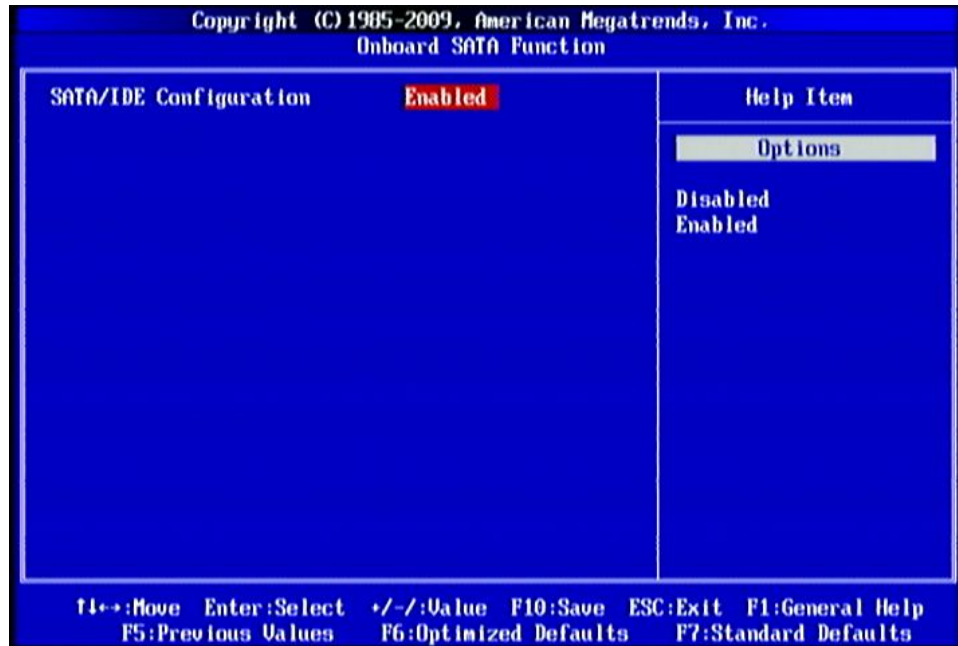 Copyright (C)1985-2009, American Megatrends, Inc.
Onboard SATA Function
SATA/IDE Configuration Enabled
Help Item
Options
Disabled
Enabled
↑↓←→:Move Enter:Select +/-/:Value F10:Save ESC:Exit F1:General Help
F5:Previous Values F6:Optimized Defaults F7:Standard Defaults